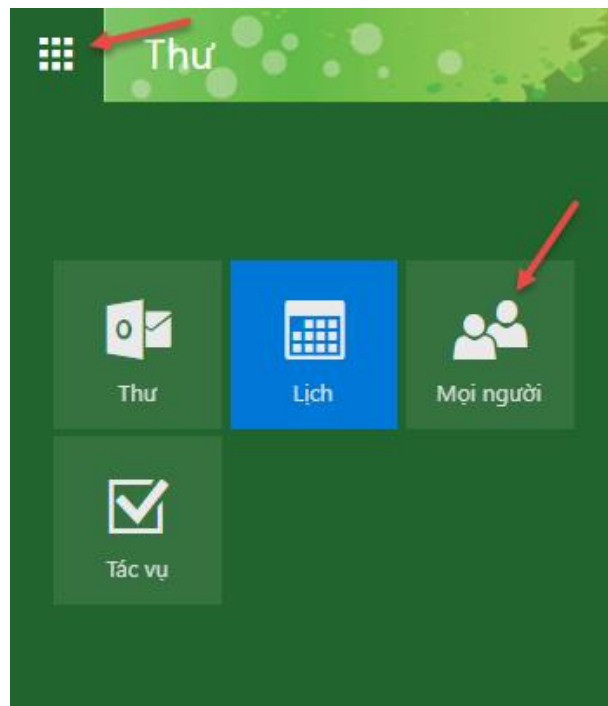 Thư
Thư
Lịch
Mọi người
Tác vụ